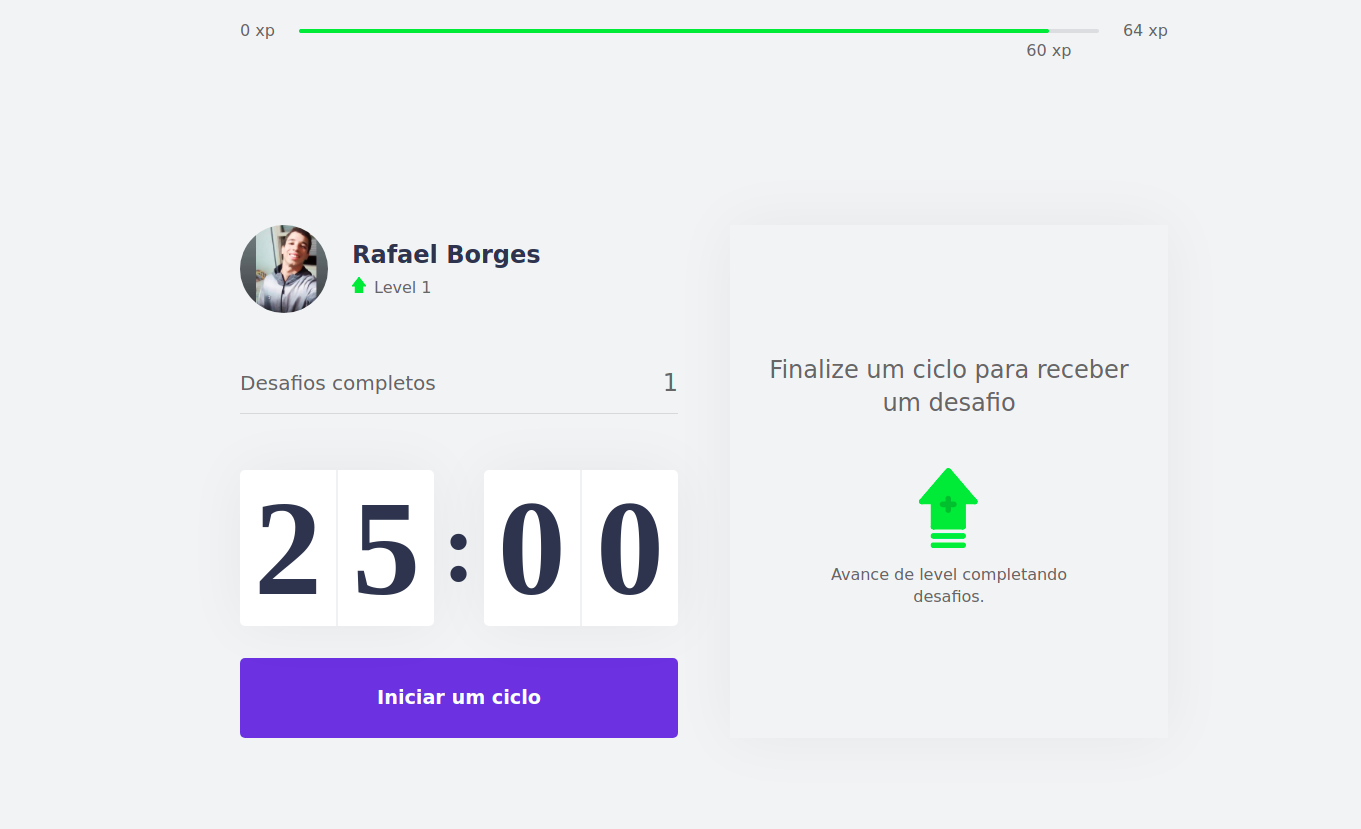 0 xp
64 xp
60 xp
Rafael Borges
Level 1
Desafios completos
1
25:00
Iniciar um ciclo
Finalize um ciclo para receber
um desafio
Avance de level completando
desafios.